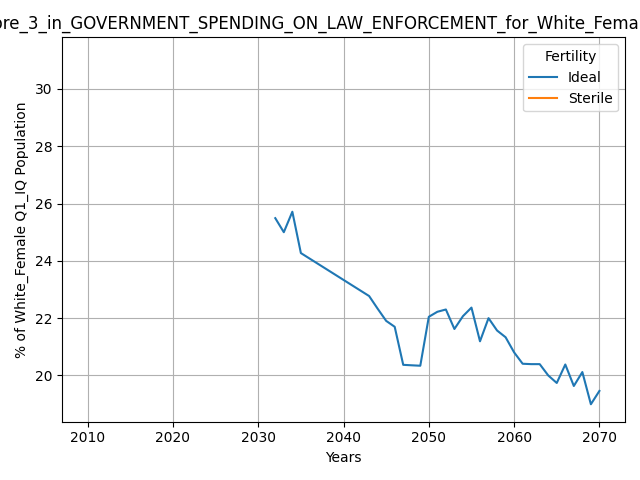 ore_3_in_GOVERNMENT_SPENDING_ON_LAW_ENFORCEMENT_for_White_Fema
Fertility
Ideal
Sterile
% of White_Female Q1_IQ Population
30
28
26
24
22
20
2010 2020 2030 2040 2050 2060 2070
Years